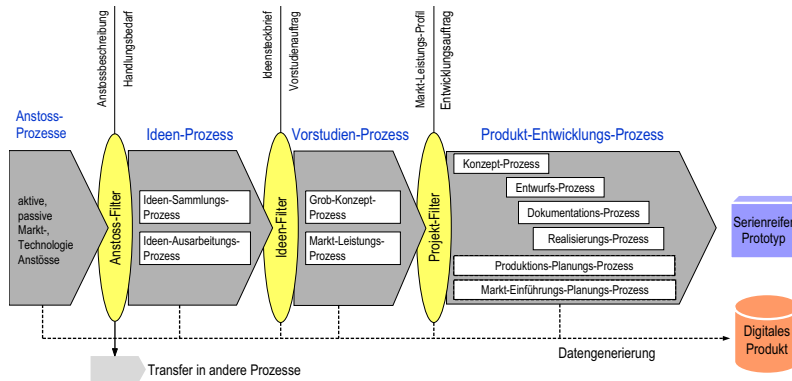 Anstossbeschreibung
Handlungsbedarf
Ideensteckbrief
Vorstudienauftrag
Markt-Leistungs-Profil
Entwicklungsauftrag
Anstoss-
Prozesse
Ideen-Prozess
Vorstudien-Prozess
Produkt-Entwicklungs-Prozess
aktive,
passive
Markt-,
Technologie
Anstösse
Anstoss-Filter
Ideen-Sammlungs-
Prozess
Ideen-Ausarbeitungs-
Prozess
Ideen-Filter
Grob-Konzept-
Prozess
Markt-Leistungs-
Prozess
Projekt-Filter
Konzept-Prozess
Entwurfs-Prozess
Dokumentations-Prozess
Realisierungs-Prozess
Produktions-Planungs-Prozess
Markt-Einführungs-Planungs-Prozess
Serienreifer
Prototyp
Digitales
Produkt
Datengenerierung
Transfer in andere Prozesse